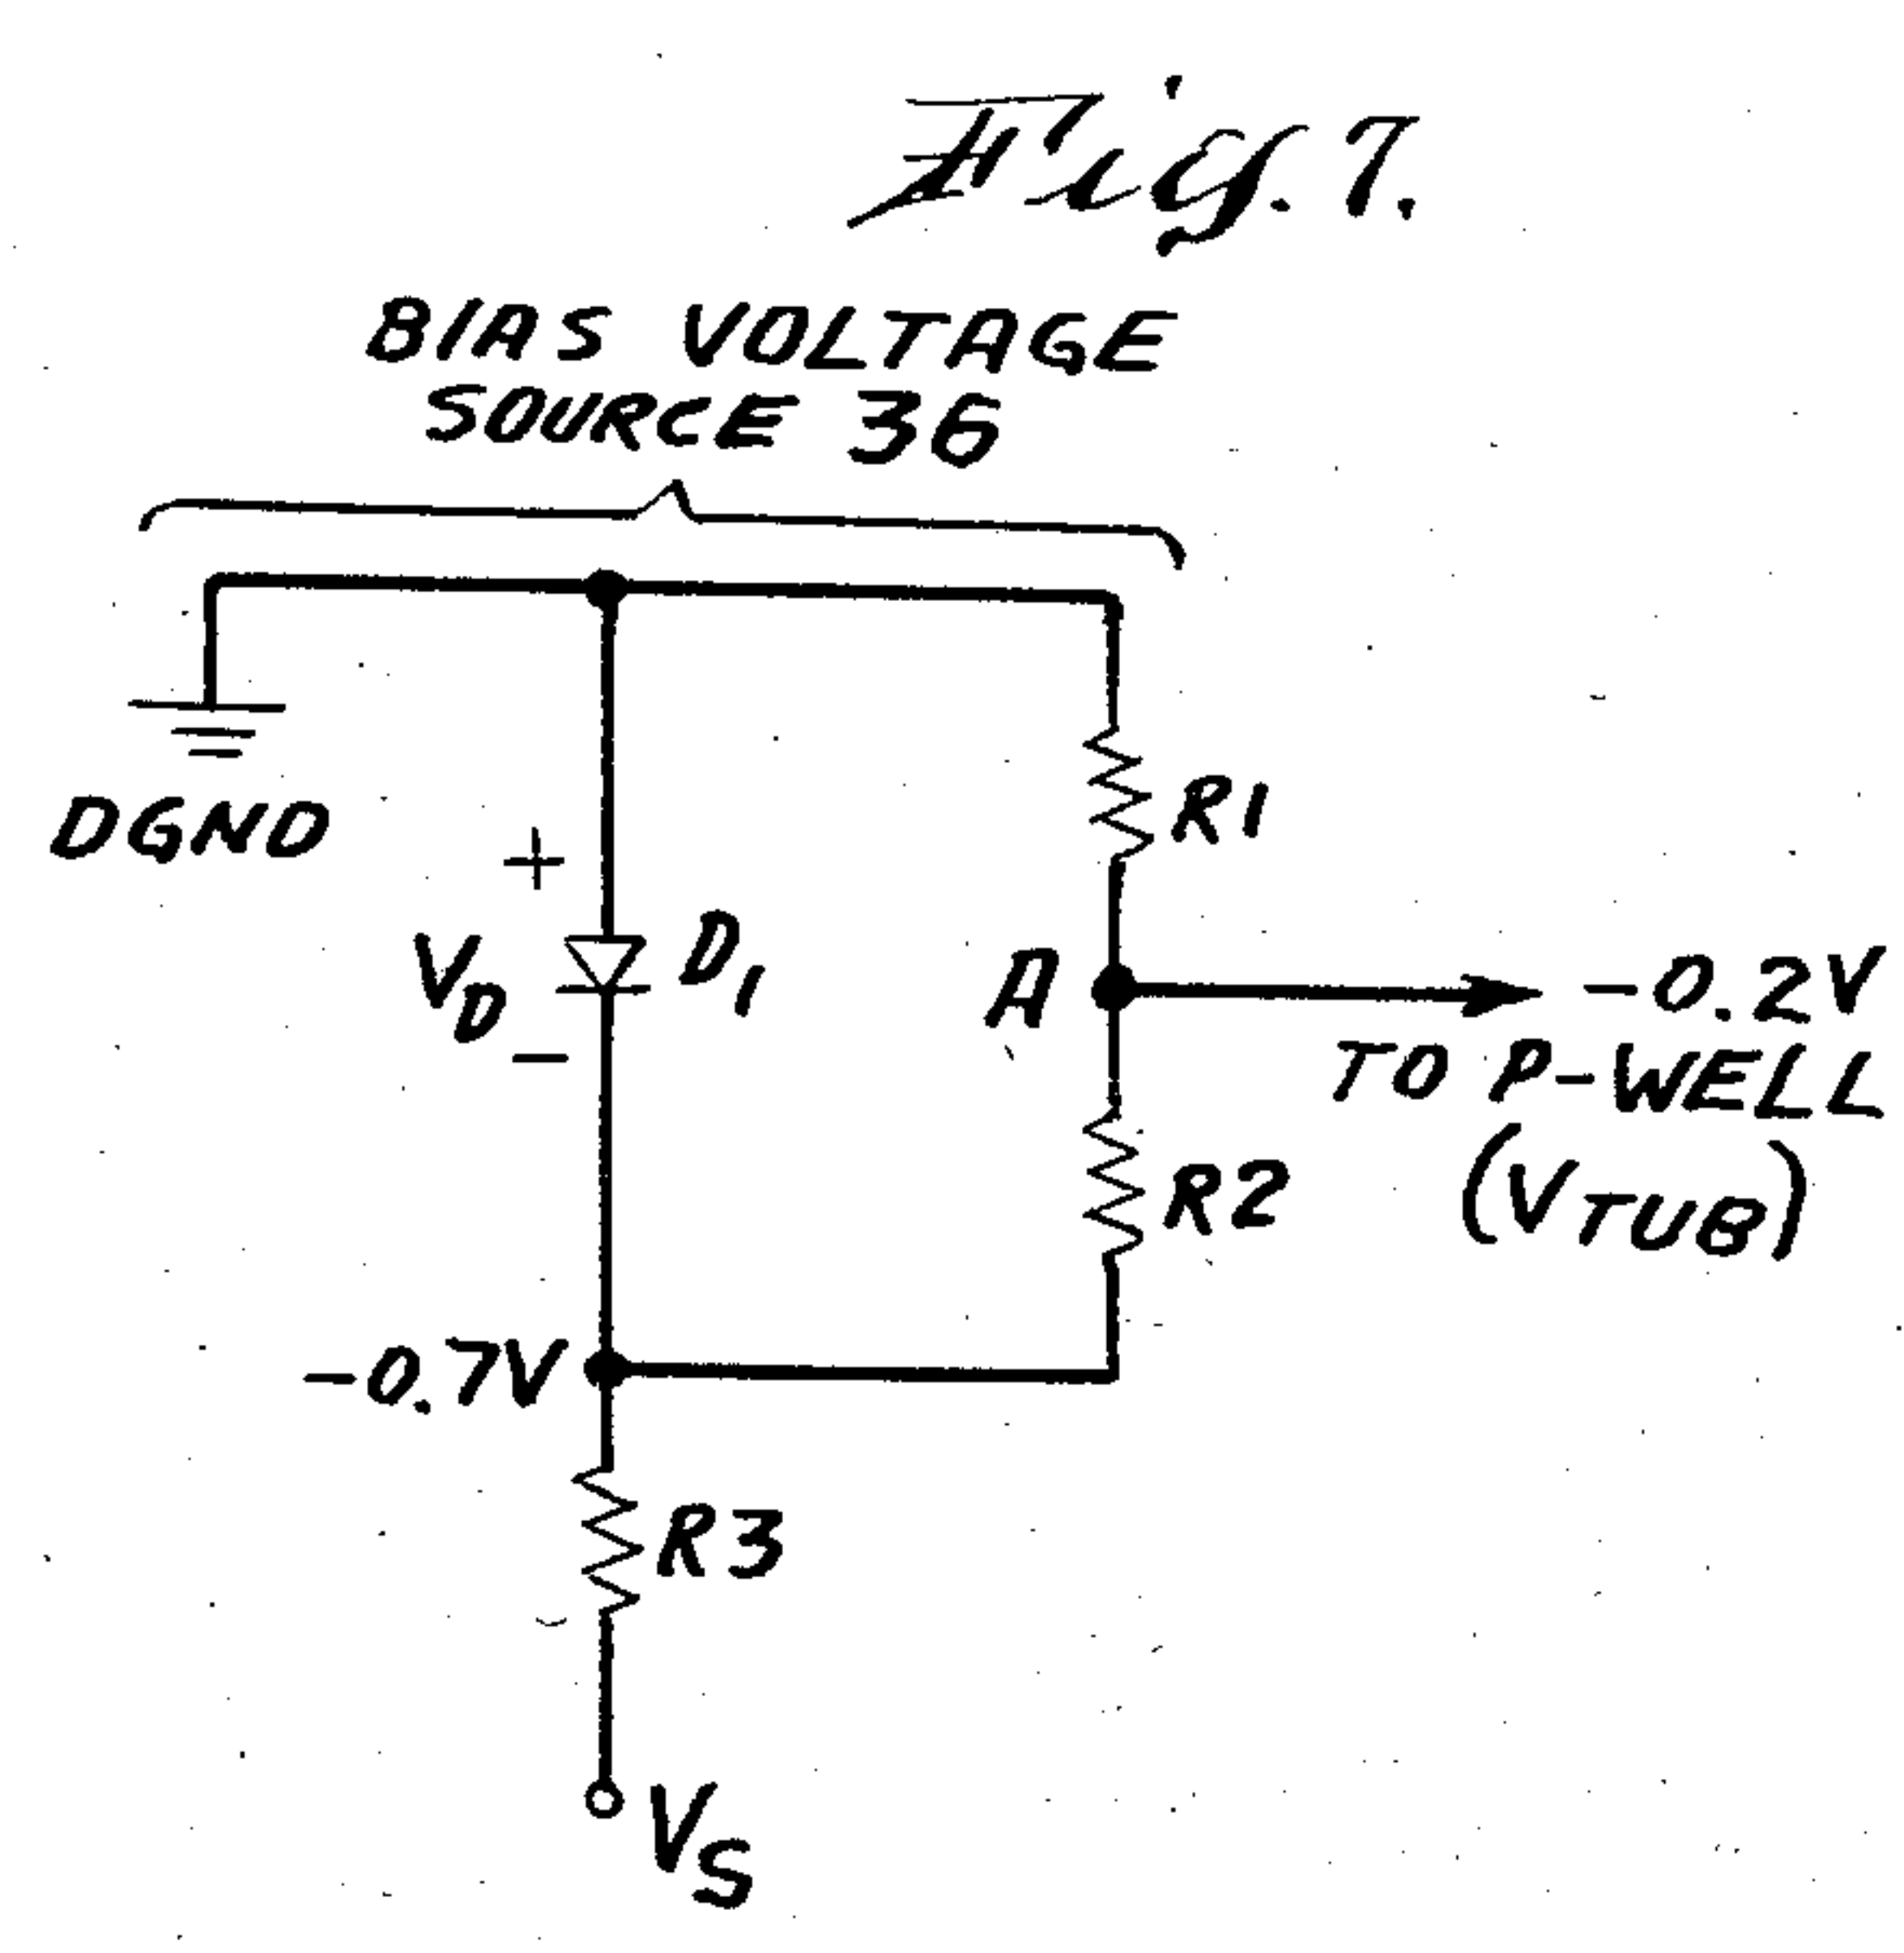 Fig. 7.
BIAS VOLTAGE
SOURCE 36
DGND
R1
+
VD
D1
A
-0.2V
TO P-WELL
(VTUB)
-
R2
-0.7V
R3
VS